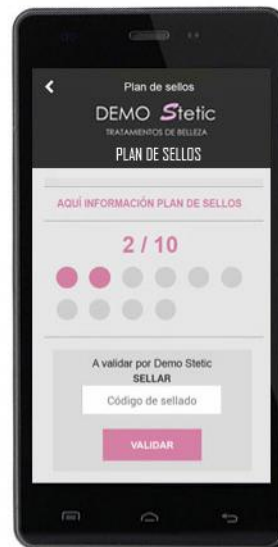 Plan de sellos
DEMO Stetic
TRATAMIENTOS DE BELLEZA
PLAN DE SELLOS
AQUÍ INFORMACIÓN PLAN DE SELLOS
2 / 10
A validar por Demo Stetic
SELLAR
Código de sellado
VALIDAR